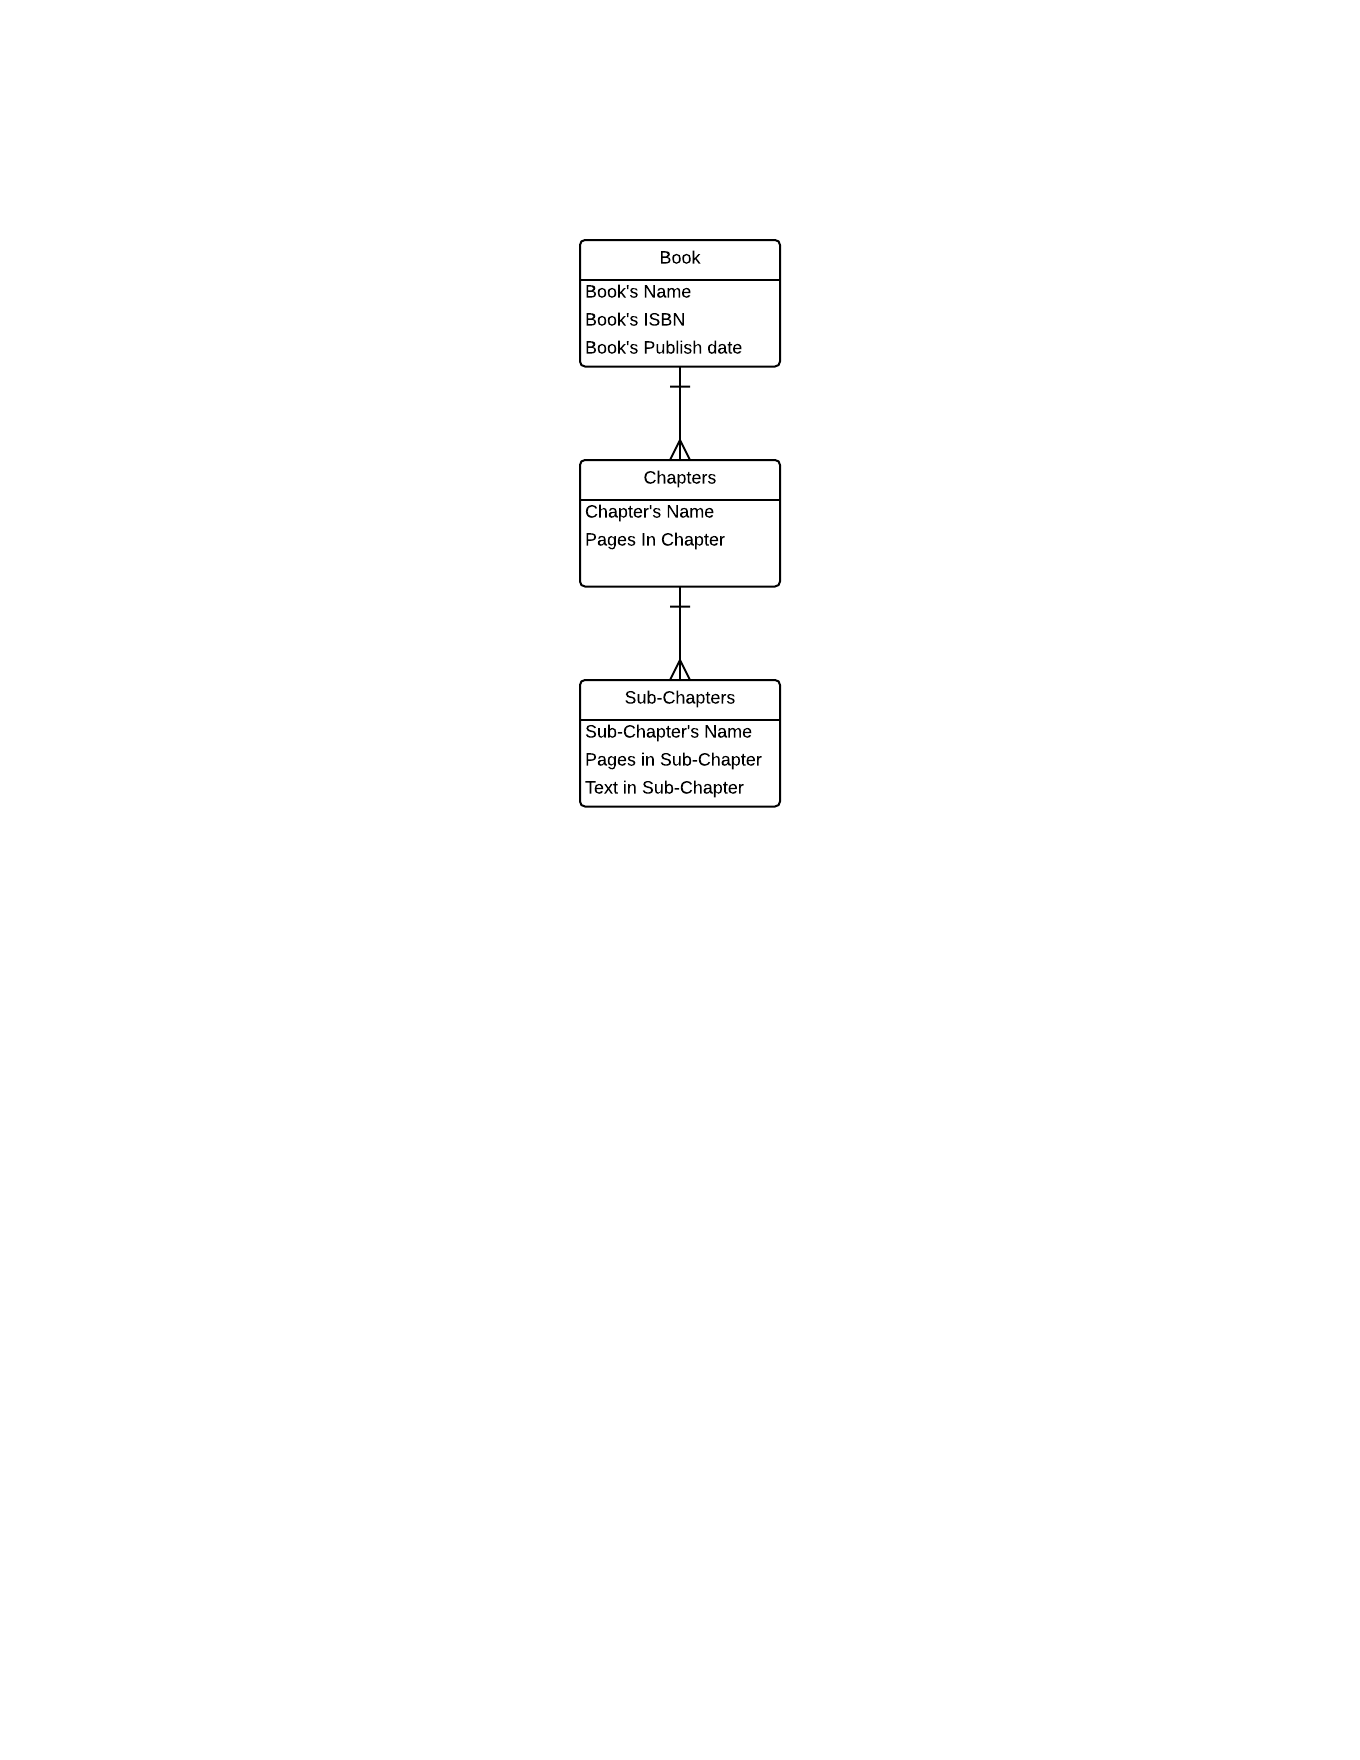 Book
Book's Name
Book's ISBN
Book's Publish date
Chapters
Chapter's Name
Pages In Chapter
Sub-Chapters
Sub-Chapter's Name
Pages in Sub-Chapter
Text in Sub-Chapter